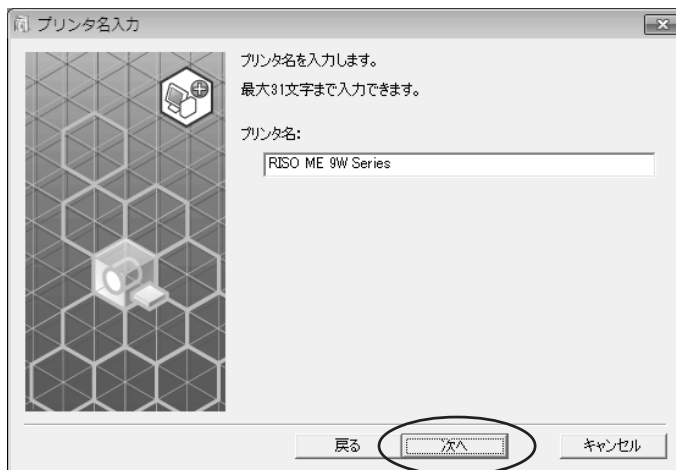 プリンタ名入力
プリンタ名を入力します。
最大31文字まで入力できます。
プリンタ名:
RISO ME 9W Series
戻る
次へ
キャンセル